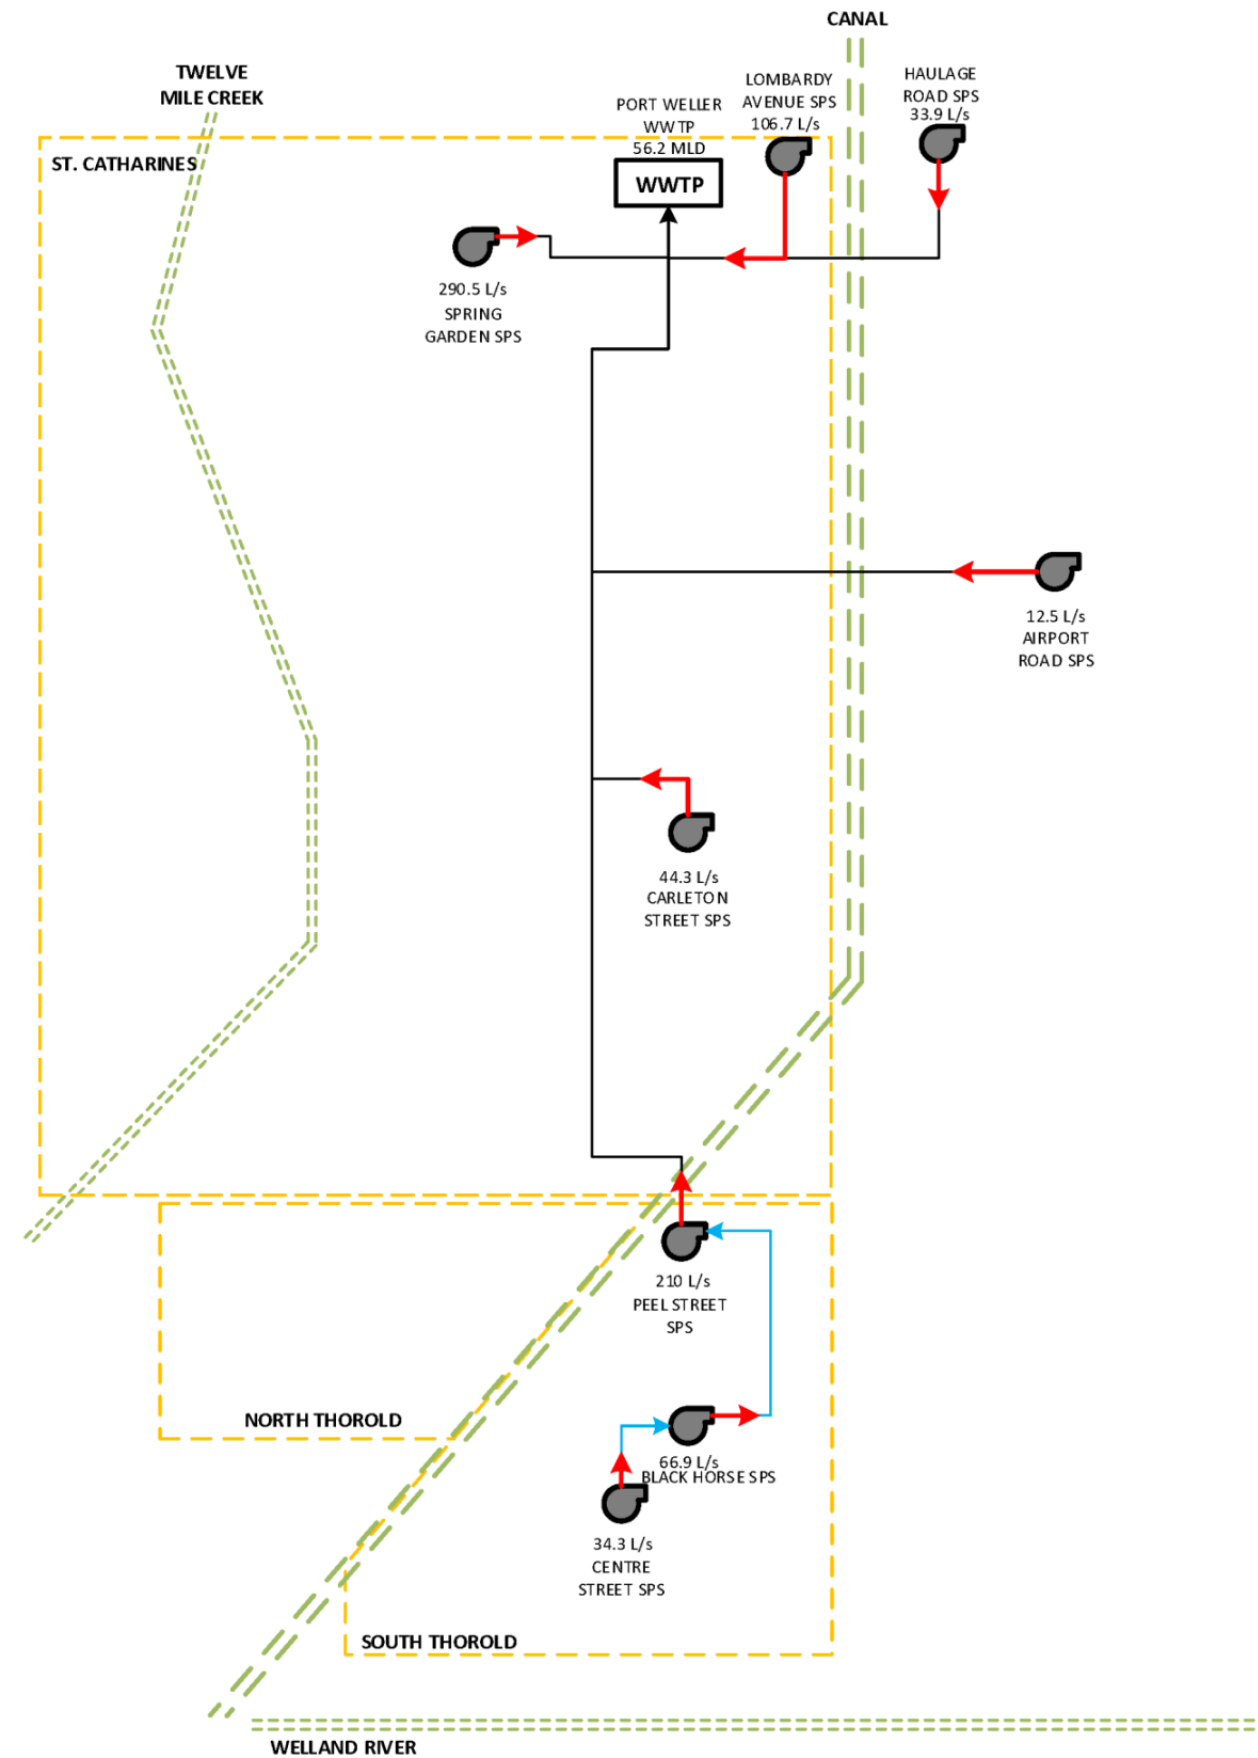 CANAL
TWELVE
MILE CREEK
LOMBARDY
AVENUE SPS
106.7 L/s
HAULAGE
ROAD SPS
33.9 L/s
PORT WELLER
WWTP
56.2 MLD
WWTP
ST. CATHARINES
290.5 L/s
SPRING
GARDEN SPS
12.5 L/s
AIRPORT
ROAD SPS
44.3 L/s
CARLETON
STREET SPS
210 L/s
PEEL STREET
SPS
NORTH THOROLD
66.9 L/s
BLACK HORSE SPS
34.3 L/s
CENTRE
STREET SPS
SOUTH THOROLD
WELLAND RIVER